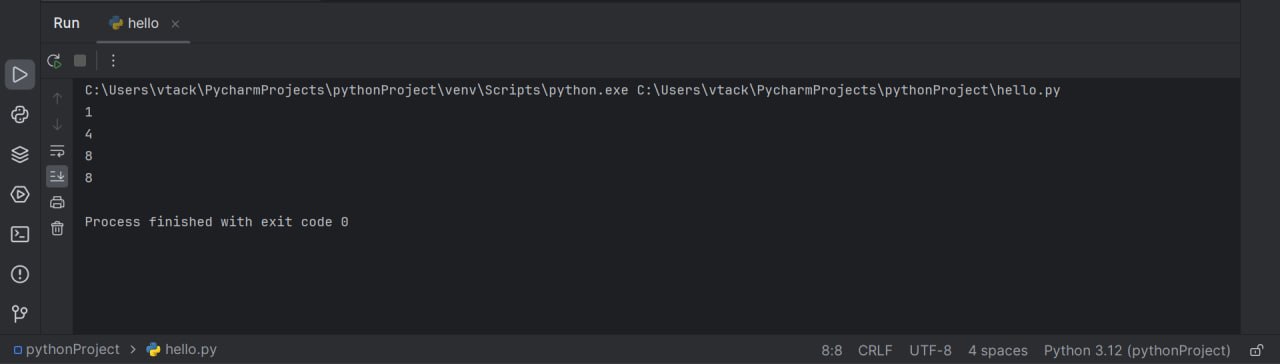 Run hello
C:\Users\vtack\PycharmProjects\pythonProject\venv\Scripts\python.exe C:\Users\vtack\PycharmProjects\pythonProject\hello.py
1
4
8
8
Process finished with exit code 0
pythonProject > hello.py 8:8 CRLF UTF-8 4 spaces Python 3.12 (pythonProject)